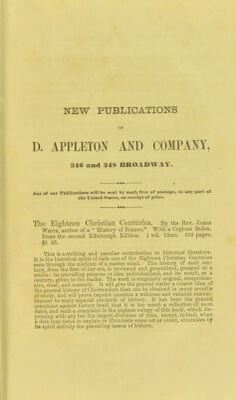 NEW PUBLICATIONS
OF
D. APPLETON AND COMPANY,
346 and 348 BROADWAY.
Any of our Publications will be sent by mail, free of postage, to any part of
the United States, on receipt of price.
The Eighteen Christian Centuries. By the Rev. James
White, author of a "History of France." With a Copious Index.
From the second Edinburgh Edition. 1 vol. 12mo. 538 pages.
$1 25.
This is a striking and peculiar contribution to historical literature.
It is the historical spirit of each one of the Eighteen Christian Centuries
seen through the medium of a master mind. The history of each cen-
tury, from the first of our era, is reviewed and generalized, grasped as a
whole: its prevailing purpose or idea individualized, and its result, as a
century, given to the reader. The work is singularly original, comprehen-
sive, clear, and masterly. It will give the general reader a clearer idea of
the general history of Christendom than can be obtained in many months
of study, and will prove beyond question a welcome and valuable remem-
brancer to many special students of history. It has been the general
complaint against history itself, that it is too much a collection of mere
dates, and such a complaint is the highest eulogy of this book, which dis-
pensing with any but the largest divisions of time, except, indeed, when
a date may serve to explain or illuminate some act or event, elucidates by
its spirit entirely the prevailing lesson of history.